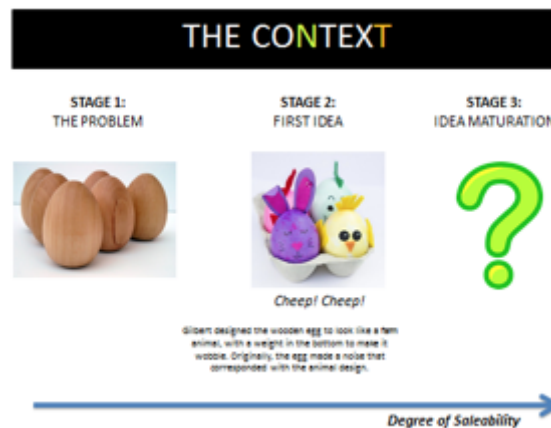 THE CONTEXT
STAGE 1:
THE PROBLEM
STAGE 2:
FIRST IDEA
STAGE 3:
IDEA MATURATION
Cheep! Cheep!
Gilbert designed the wooden egg to look like a farm
animal, with a weight in the bottom to make it
wobble. Originally, the egg made a noise that
corresponded with the animal design.
Degree of Saleability